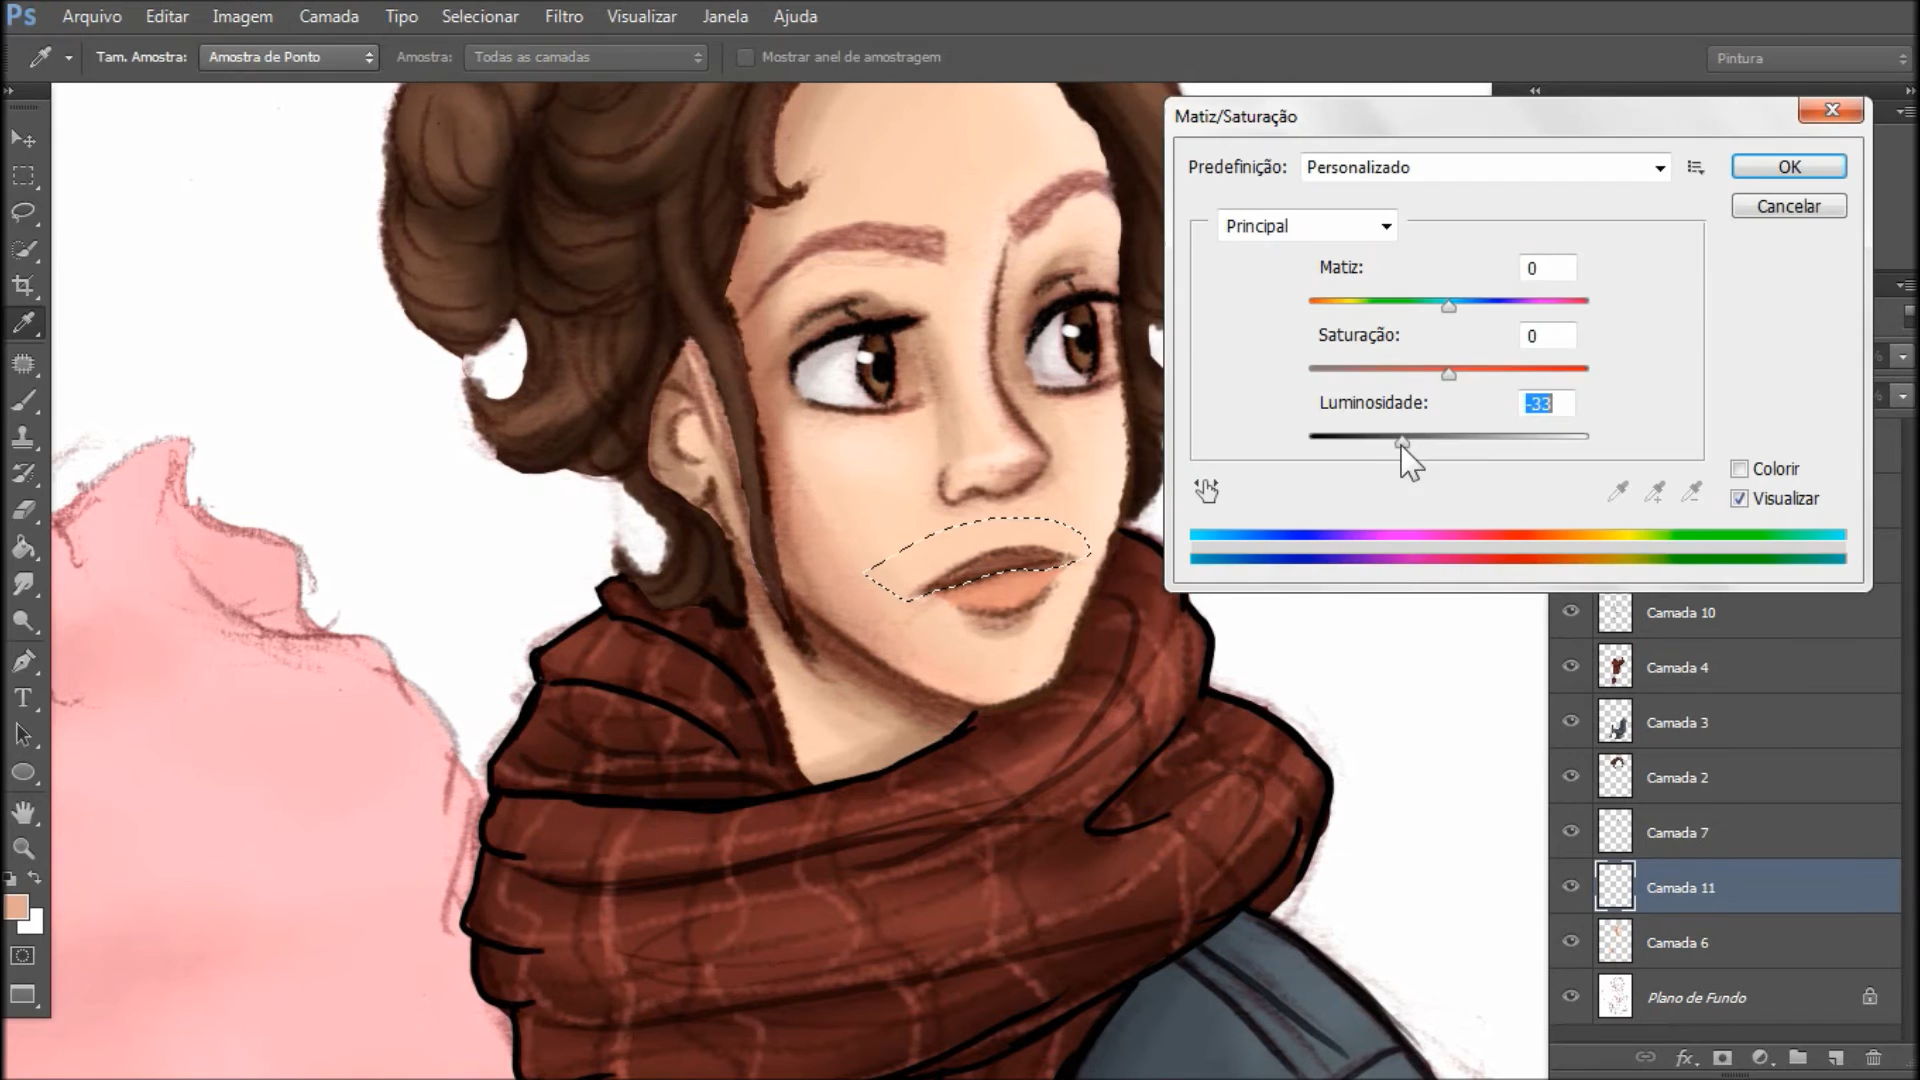 Ps Arquivo Editar Imagem Camada Tipo Selecionar Filtro Visualizar Janela Ajuda
Tam. Amostra: Amostra de Ponto Amostra: Todas as camadas Mostrar anel de amostragem Pintura
Matiz/Saturação
Predefinição: Personalizado OK
Cancelar
Principal
Matiz: 0
Saturação: 0
Luminosidade: -33
Colorir
Visualizar
Camada 10
Camada 4
Camada 3
Camada 2
Camada 7
Camada 11
Camada 6
Plano de Fundo
T
fx